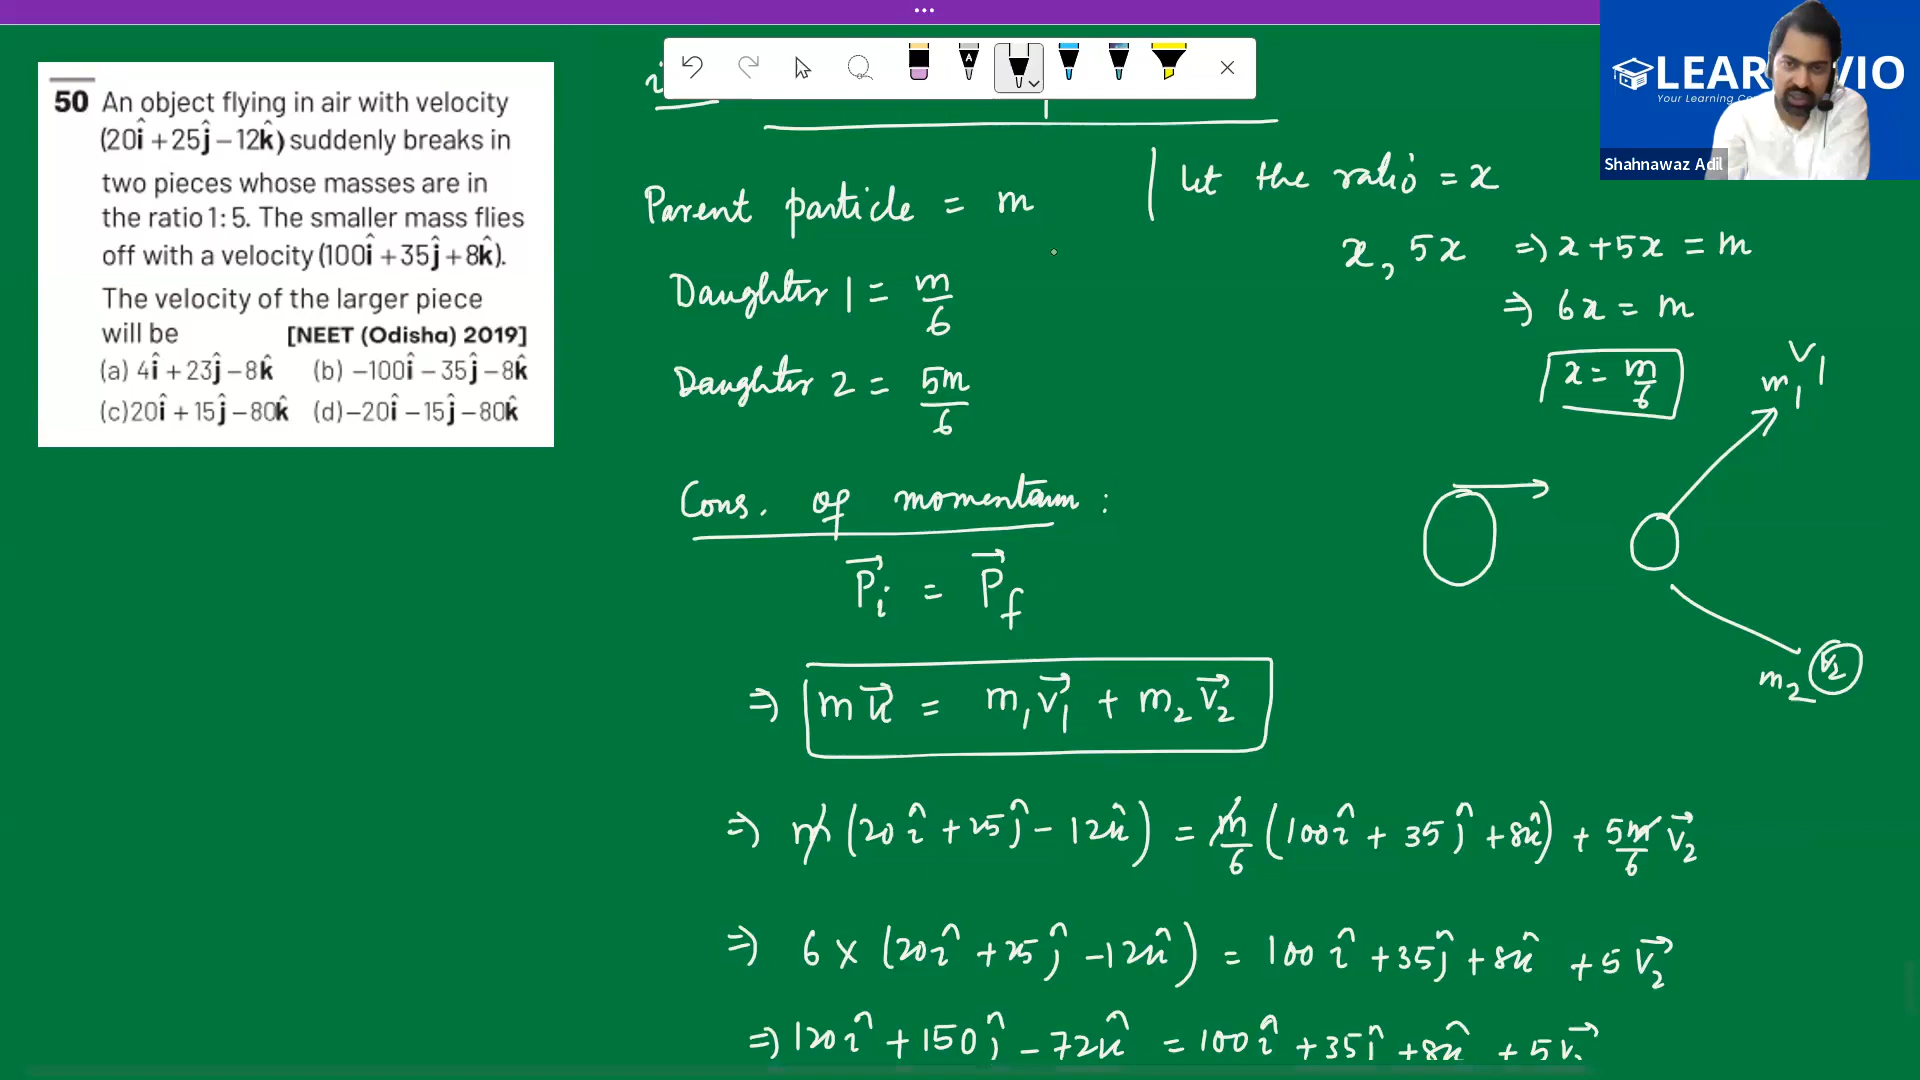 50 An object flying in air with velocity
(20î + 25ĵ – 12k̂) suddenly breaks in
two pieces whose masses are in
the ratio 1 : 5. The smaller mass flies
off with a velocity (100î + 35ĵ + 8k̂).
The velocity of the larger piece
will be [NEET (Odisha) 2019]
(a) 4î + 23ĵ – 8k̂ (b) –100î – 35ĵ – 8k̂
(c) 20î + 15ĵ – 80k̂ (d) –20î – 15ĵ – 80k̂
Your Learning
Shahnawaz Adil
Parent particle = m
Daughter 1 = m/6
Daughter 2 = 5m/6
let the ratio = x
x, 5x ⇒ x + 5x = m
⇒ 6x = m
x = m/6
m₁ v₁
m₂ v₂
Cons. of momentum :
P⃗i = P⃗f
⇒ mu⃗ = m₁v⃗₁ + m₂v⃗₂
⇒ m (20î + 25ĵ – 12k̂) = m/6 (100î + 35ĵ + 8k̂) + 5m/6 v⃗₂
⇒ 6 × (20î + 25ĵ – 12k̂) = 100î + 35ĵ + 8k̂ + 5v⃗₂
⇒ 120î + 150ĵ – 72k̂ = 100î + 35ĵ + 8k̂ + 5v⃗₂